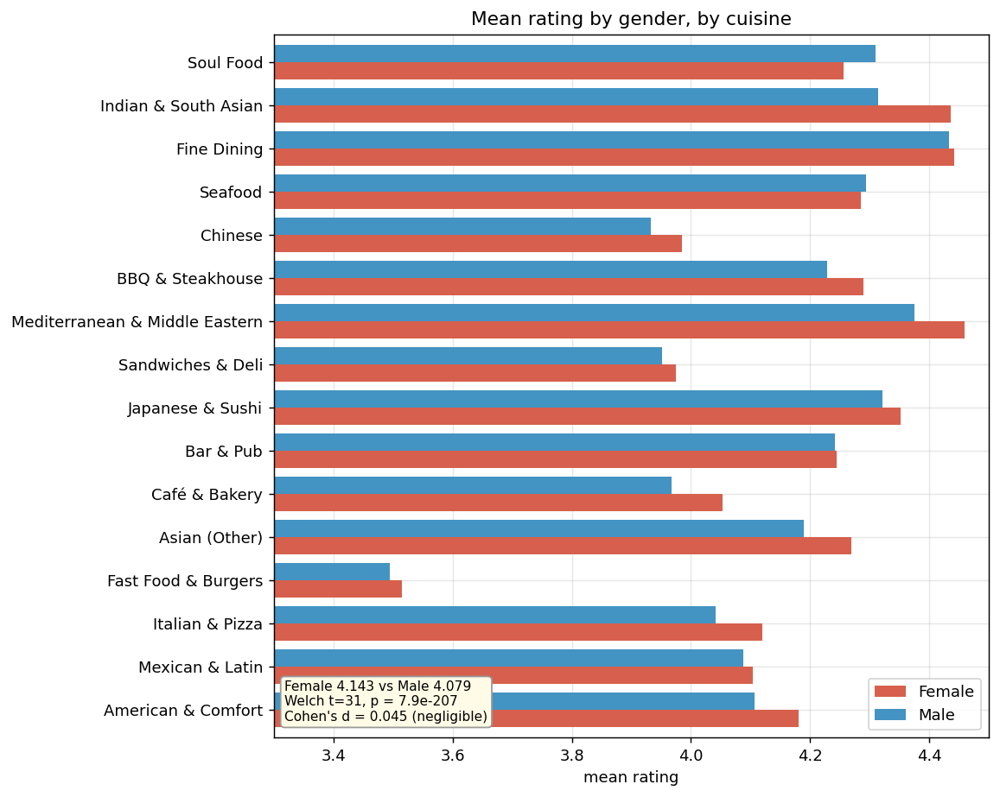 Mean rating by gender, by cuisine
Soul Food
Indian & South Asian
Fine Dining
Seafood
Chinese
BBQ & Steakhouse
Mediterranean & Middle Eastern
Sandwiches & Deli
Japanese & Sushi
Bar & Pub
Café & Bakery
Asian (Other)
Fast Food & Burgers
Italian & Pizza
Mexican & Latin
American & Comfort
Female 4.143 vs Male 4.079
Welch t=31, p = 7.9e-207
Cohen's d = 0.045 (negligible)
Female
Male
3.4 3.6 3.8 4.0 4.2 4.4
mean rating